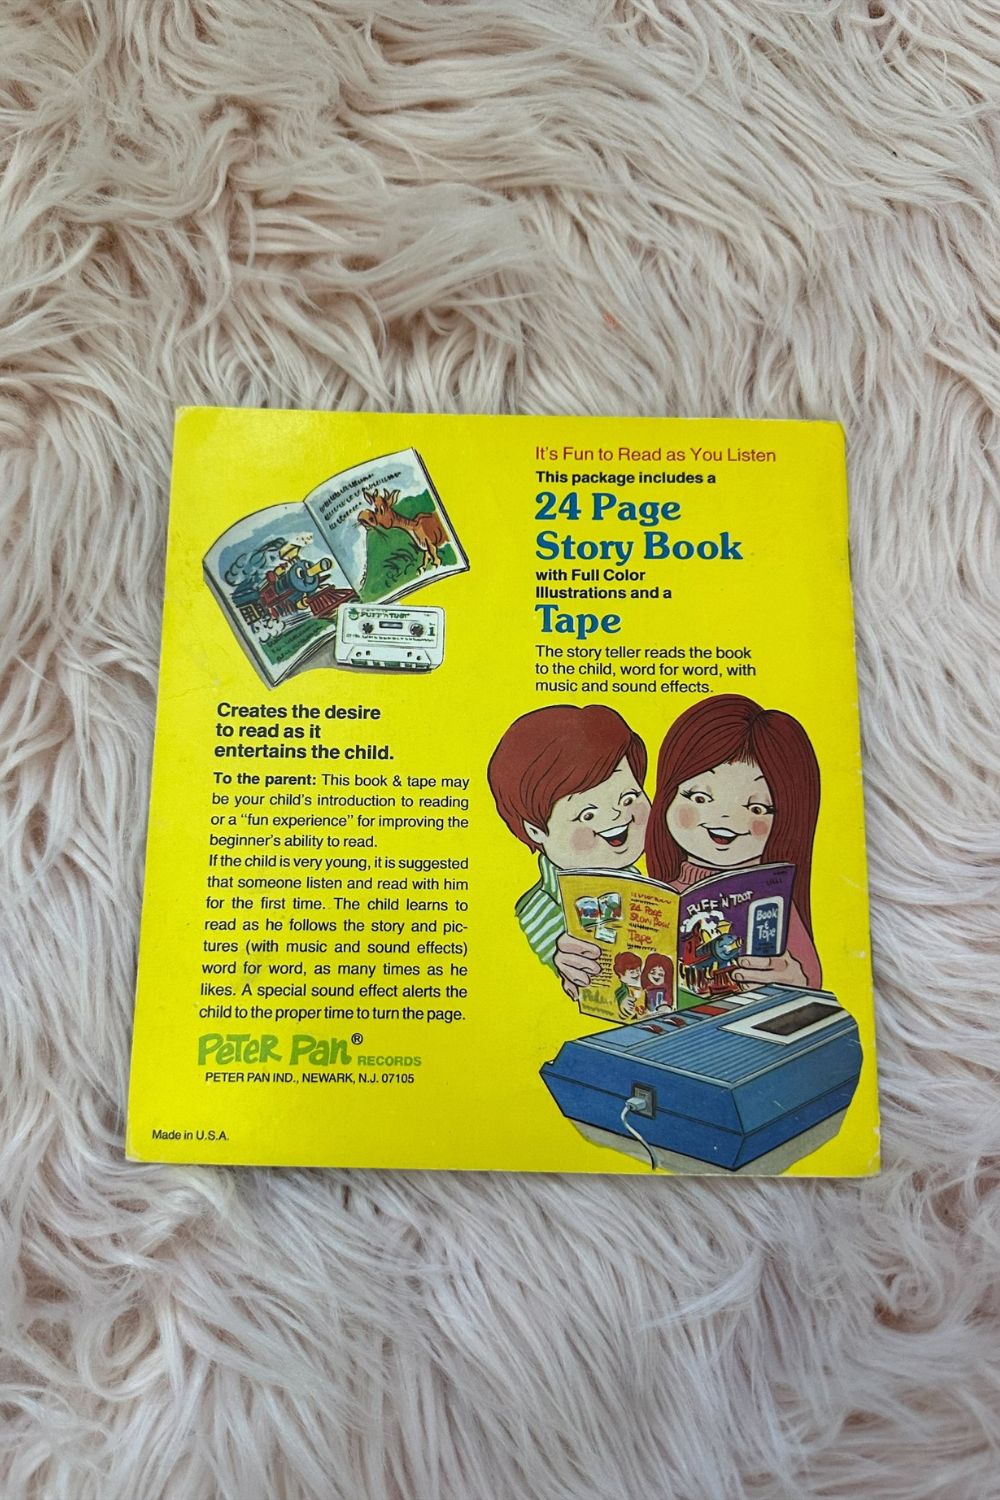 It's Fun to Read as You Listen
This package includes a
24 Page
Story Book
with Full Color
Illustrations and a
Tape
The story teller reads the book
to the child, word for word, with
music and sound effects.
PUFF 'N TOOT
1
Creates the desire
to read as it
entertains the child.
To the parent: This book & tape may
be your child's introduction to reading
or a "fun experience" for improving the
beginner's ability to read.
If the child is very young, it is suggested
that someone listen and read with him
for the first time. The child learns to
read as he follows the story and pic-
tures (with music and sound effects)
word for word, as many times as he
likes. A special sound effect alerts the
child to the proper time to turn the page.
PETER PAN® RECORDS
PETER PAN IND., NEWARK, N.J. 07105
Made in U.S.A.
24 Page
Story Book
Tape
PUFF 'N TOOT
Book
&
Tape